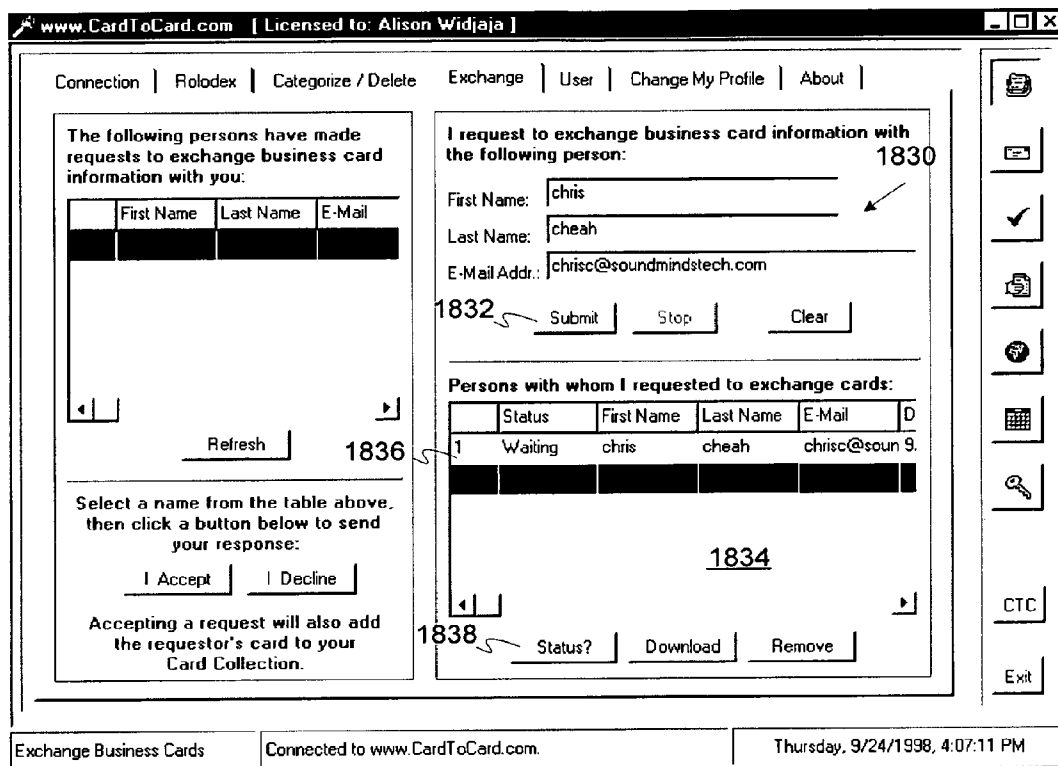 www.CardToCard.com [ Licensed to: Alison Widjaja ]
Connection | Rolodex | Categorize / Delete Exchange | User | Change My Profile | About |
The following persons have made
requests to exchange business card
information with you:
First Name Last Name E-Mail
Refresh
Select a name from the table above,
then click a button below to send
your response:
I Accept I Decline
Accepting a request will also add
the requestor's card to your
Card Collection.
I request to exchange business card information with
the following person:
1830
First Name: chris
Last Name: cheah
E-Mail Addr.: chrisc@soundmindstech.com
1832
Submit Stop Clear
Persons with whom I requested to exchange cards:
Status First Name Last Name E-Mail D
1836
1 Waiting chris cheah chrisc@soun 9.
1834
1838
Status? Download Remove
CTC
Exit
Exchange Business Cards Connected to www.CardToCard.com. Thursday, 9/24/1998, 4:07:11 PM